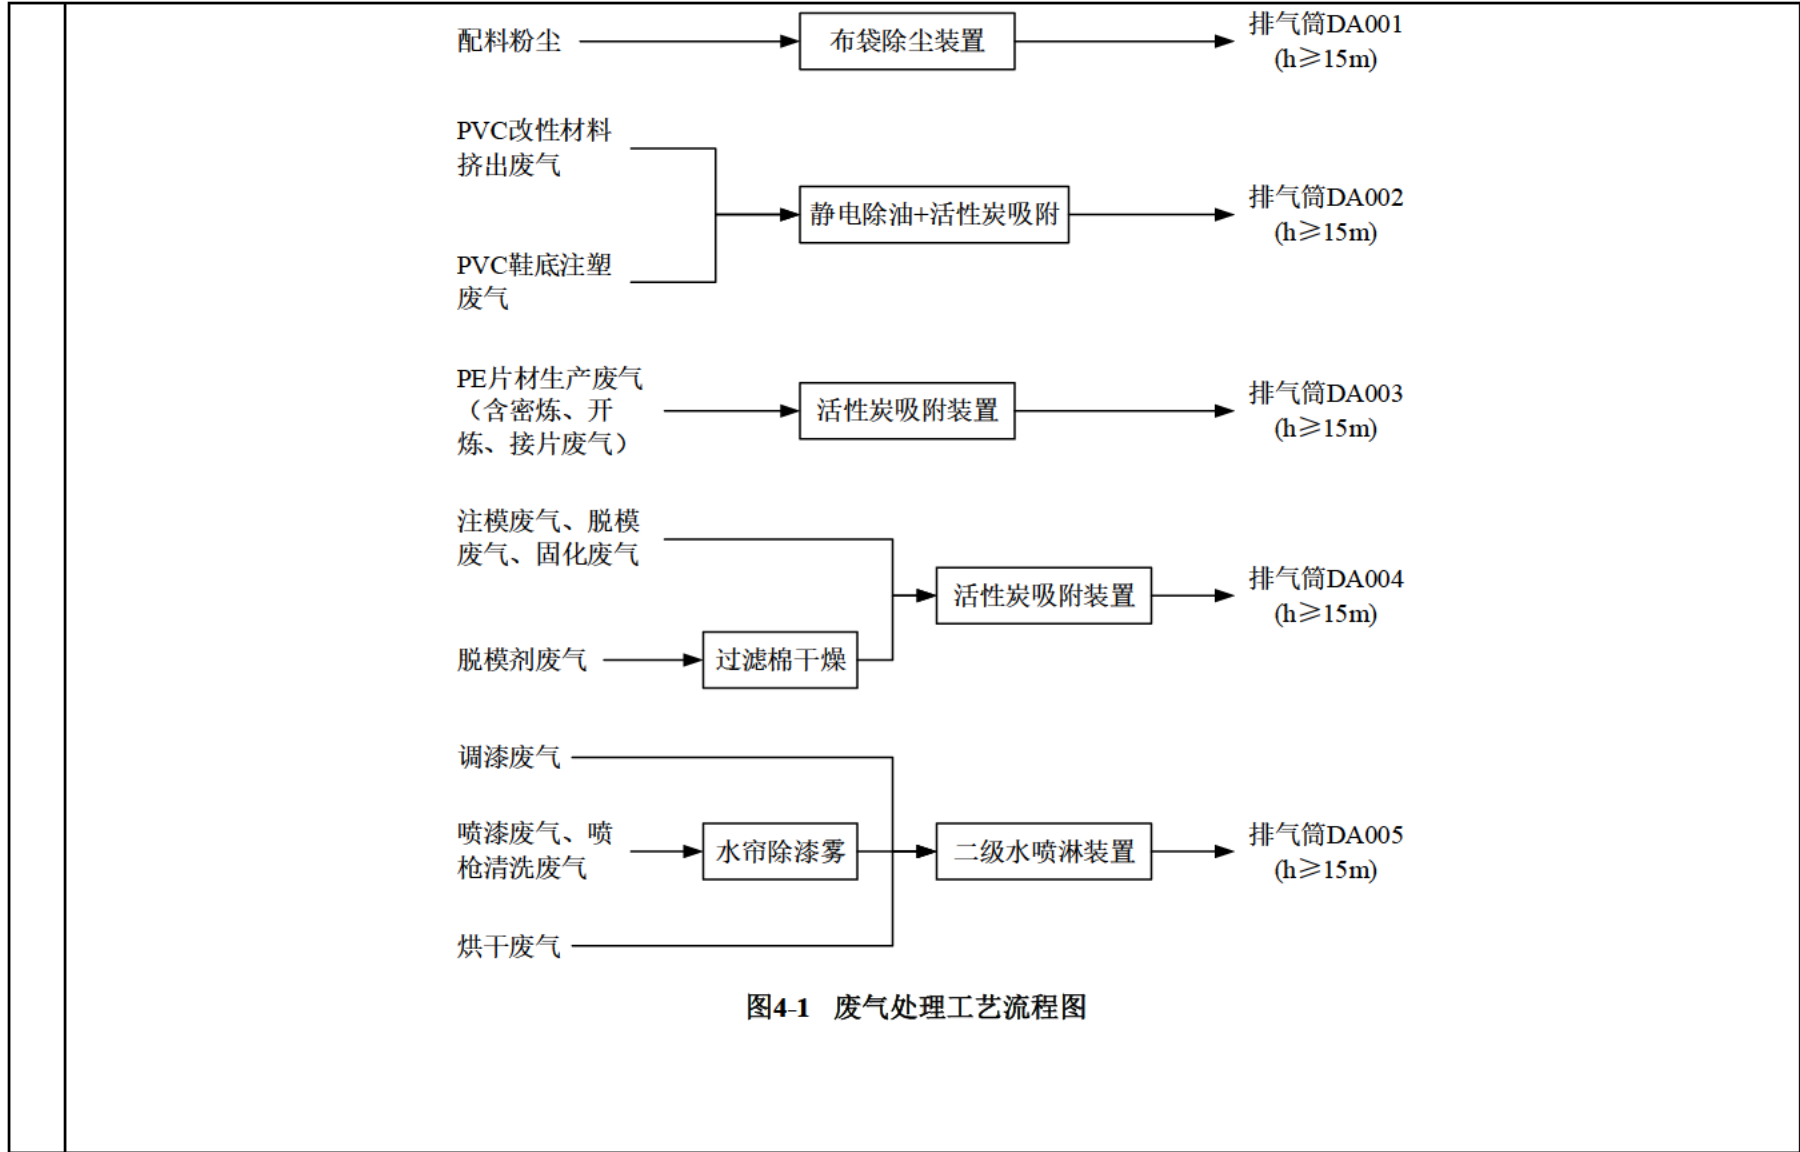 配料粉尘
布袋除尘装置
排气筒DA001
(h≥15m)
PVC改性材料
挤出废气
静电除油+活性炭吸附
排气筒DA002
(h≥15m)
PVC鞋底注塑
废气
PE片材生产废气
（含密炼、开
炼、接片废气）
活性炭吸附装置
排气筒DA003
(h≥15m)
注模废气、脱模
废气、固化废气
活性炭吸附装置
排气筒DA004
(h≥15m)
脱模剂废气
过滤棉干燥
调漆废气
喷漆废气、喷
枪清洗废气
水帘除漆雾
二级水喷淋装置
排气筒DA005
(h≥15m)
烘干废气
图4-1 废气处理工艺流程图